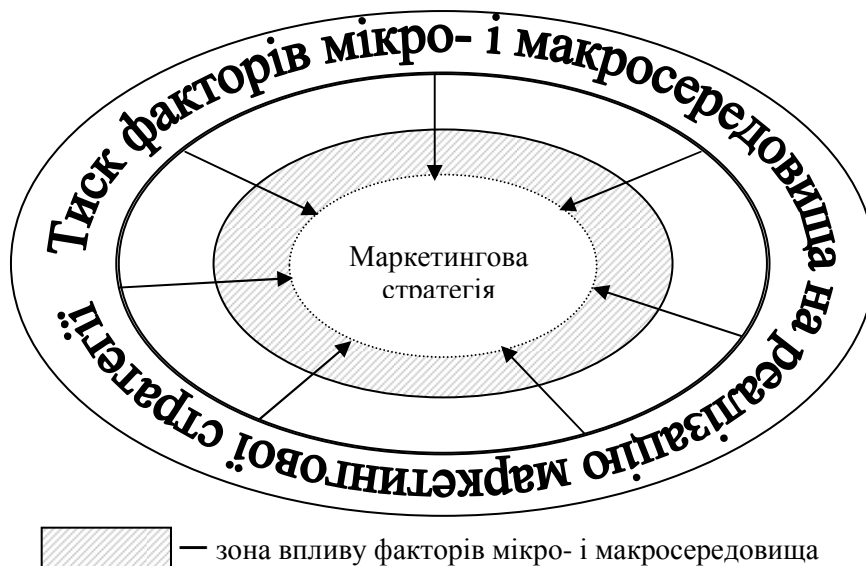 Тиск факторів мікро- і макросередовища на реалізацію маркетингової стратегії
Маркетингова
стратегія
— зона впливу факторів мікро- і макросередовища